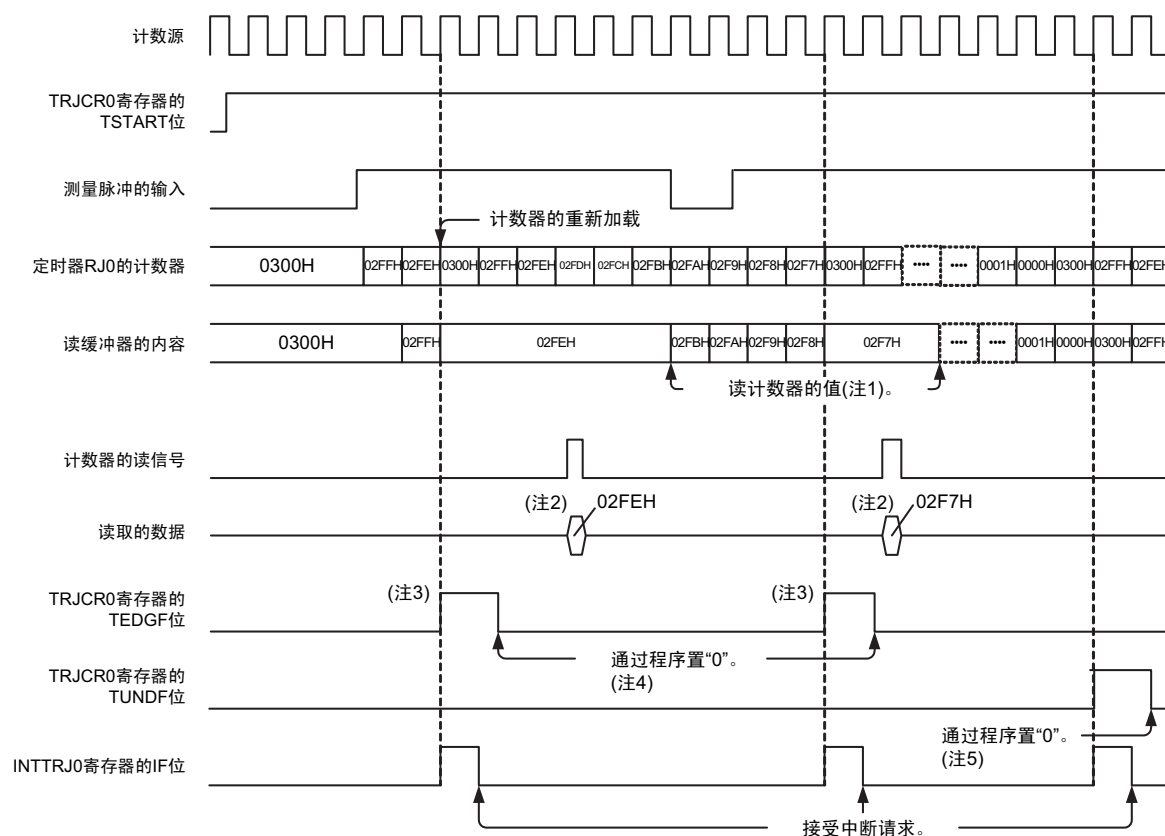 计数源
TRJCR0寄存器的
TSTART位
测量脉冲的输入
计数器的重新加载
定时器RJ0的计数器
0300H 02FFH 02FEH 0300H 02FFH 02FEH 02FDH 02FCH 02FBH 02FAH 02F9H 02F8H 02F7H 0300H 02FFH •••• •••• 0001H 0000H 0300H 02FFH 02FEH
读缓冲器的内容
0300H 02FFH 02FEH 02FBH 02FAH 02F9H 02F8H 02F7H •••• •••• 0001H 0000H 0300H 02FFH
读计数器的值(注1)。
计数器的读信号
(注2) 02FEH (注2) 02F7H
读取的数据
TRJCR0寄存器的
TEDGF位
(注3) (注3)
通过程序置“0”。
(注4)
TRJCR0寄存器的
TUNDF位
通过程序置“0”。
(注5)
INTTRJ0寄存器的IF位
接受中断请求。